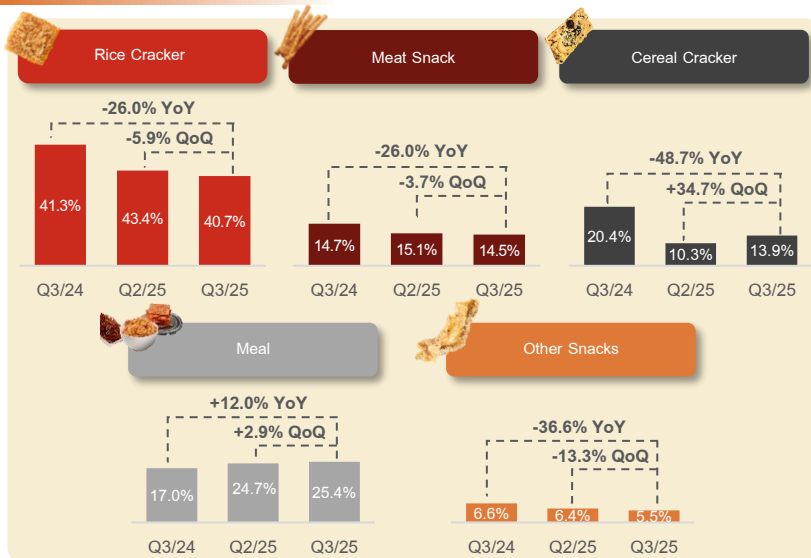 Rice Cracker
-26.0% YoY
-5.9% QoQ
41.3%
43.4%
40.7%
Q3/24
Q2/25
Q3/25
Meat Snack
-26.0% YoY
-3.7% QoQ
14.7%
15.1%
14.5%
Q3/24
Q2/25
Q3/25
Cereal Cracker
-48.7% YoY
+34.7% QoQ
20.4%
10.3%
13.9%
Q3/24
Q2/25
Q3/25
Meal
+12.0% YoY
+2.9% QoQ
17.0%
24.7%
25.4%
Q3/24
Q2/25
Q3/25
Other Snacks
-36.6% YoY
-13.3% QoQ
6.6%
6.4%
5.5%
Q3/24
Q2/25
Q3/25